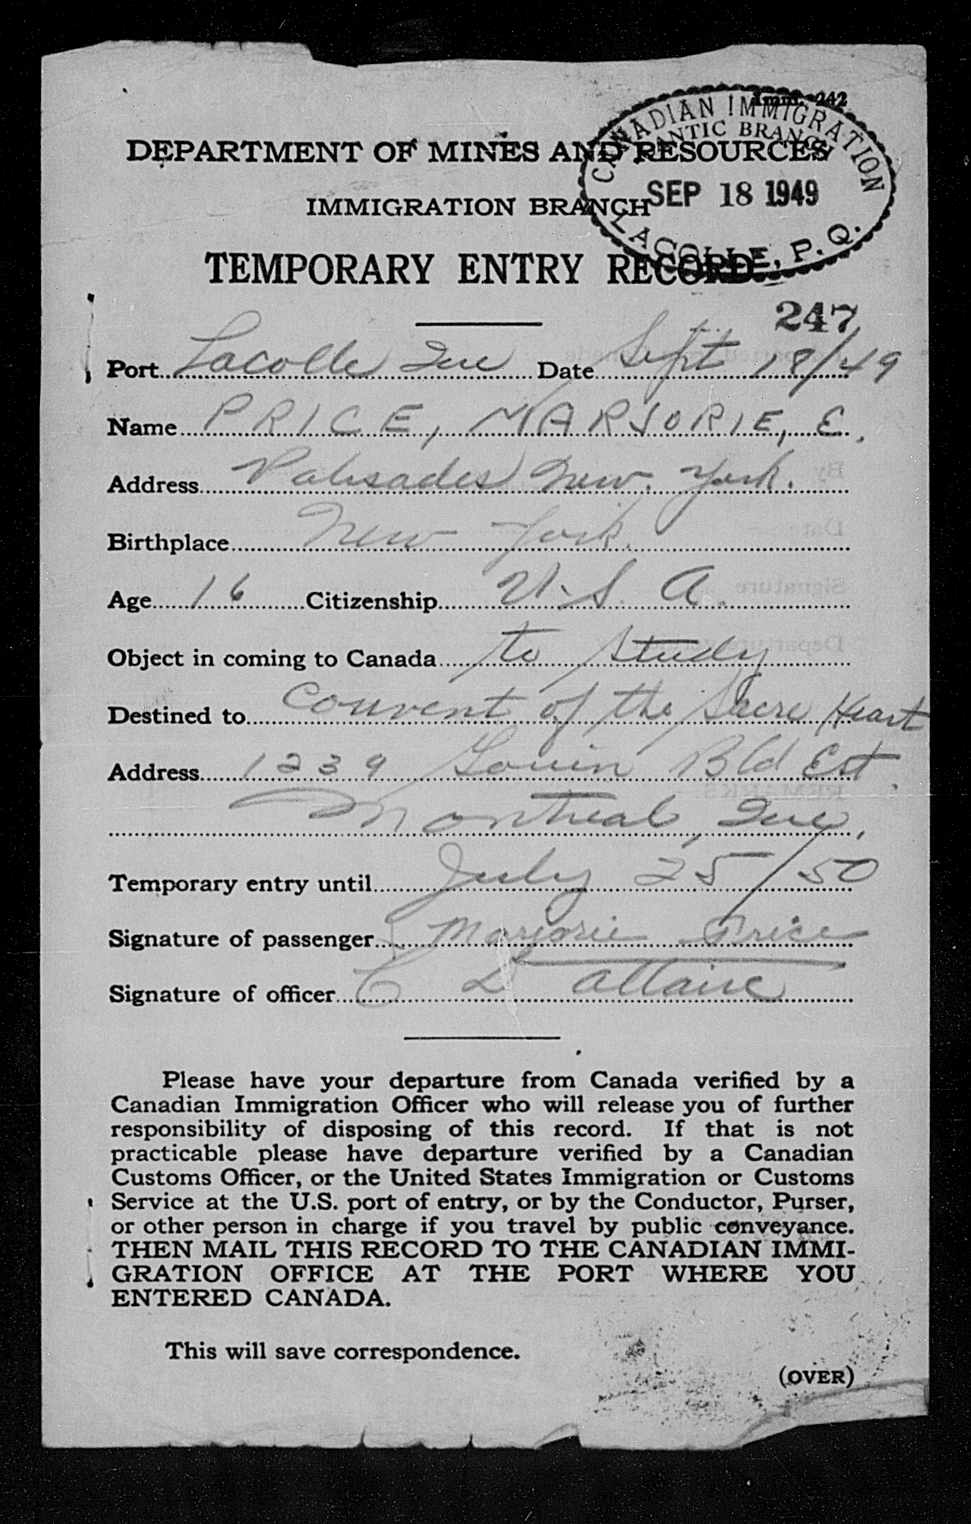 Imm. 242
CANADIAN IMMIGRATION
ANTIC BRANCH
SEP 18 1949
LACOLLE, P.Q.
DEPARTMENT OF MINES AND RESOURCES
IMMIGRATION BRANCH
TEMPORARY ENTRY RECORD
247
Port Lacolle Que Date Sept 18/49
Name PRICE, MARJORIE, E.
Address Palisades New York.
Birthplace New York.
Age 16 Citizenship U.S.A.
Object in coming to Canada to Study
Destined to Convent of the Sacre Heart
Address 1239 Gouin Bld Est.
Montreal, Que.
Temporary entry until July 25/50
Signature of passenger Marjorie Price
Signature of officer C L Allaire
Please have your departure from Canada verified by a
Canadian Immigration Officer who will release you of further
responsibility of disposing of this record. If that is not
practicable please have departure verified by a Canadian
Customs Officer, or the United States Immigration or Customs
Service at the U.S. port of entry, or by the Conductor, Purser,
or other person in charge if you travel by public conveyance.
THEN MAIL THIS RECORD TO THE CANADIAN IMMI-
GRATION OFFICE AT THE PORT WHERE YOU
ENTERED CANADA.
This will save correspondence.
(OVER)